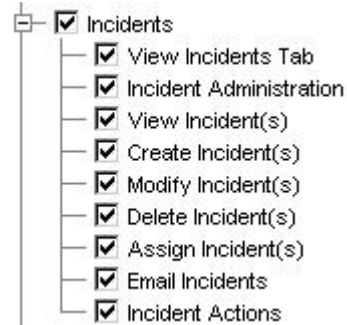 Incidents
View Incidents Tab
Incident Administration
View Incident(s)
Create Incident(s)
Modify Incident(s)
Delete Incident(s)
Assign Incident(s)
Email Incidents
Incident Actions